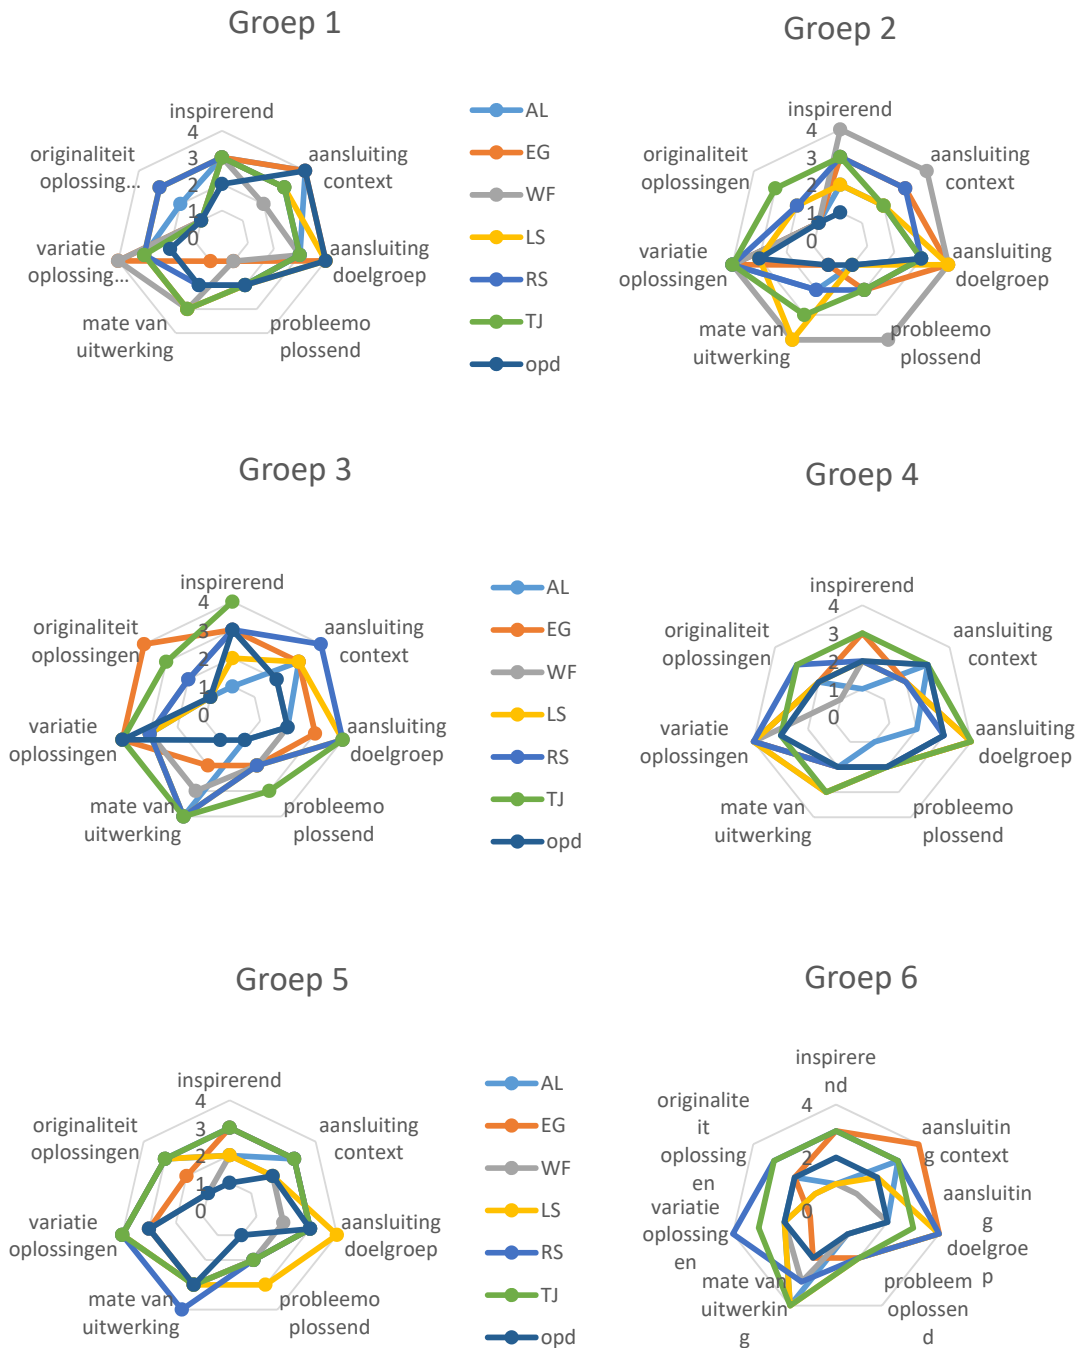 Groep 1
inspirerend
4
3
2
1
0
aansluiting
context
aansluiting
doelgroep
probleemo
plossend
mate van
uitwerking
variatie
oplossing...
originaliteit
oplossing...
AL
EG
WF
LS
RS
TJ
opd
Groep 2
inspirerend
4
3
2
1
0
aansluiting
context
aansluiting
doelgroep
probleemo
plossend
mate van
uitwerking
variatie
oplossingen
originaliteit
oplossingen
Groep 3
inspirerend
4
3
2
1
0
aansluiting
context
aansluiting
doelgroep
probleemo
plossend
mate van
uitwerking
variatie
oplossingen
originaliteit
oplossingen
AL
EG
WF
LS
RS
TJ
opd
Groep 4
inspirerend
4
3
2
1
0
aansluiting
context
aansluiting
doelgroep
probleemo
plossend
mate van
uitwerking
variatie
oplossingen
originaliteit
oplossingen
Groep 5
inspirerend
4
3
2
1
0
aansluiting
context
aansluiting
doelgroep
probleemo
plossend
mate van
uitwerking
variatie
oplossingen
originaliteit
oplossingen
AL
EG
WF
LS
RS
TJ
opd
Groep 6
inspirere
nd
4
2
0
aansluitin
g context
aansluitin
g
doelgroe
p
probleem
oplossen
d
mate van
uitwerkin
g
variatie
oplossing
en
originalite
it
oplossing
en